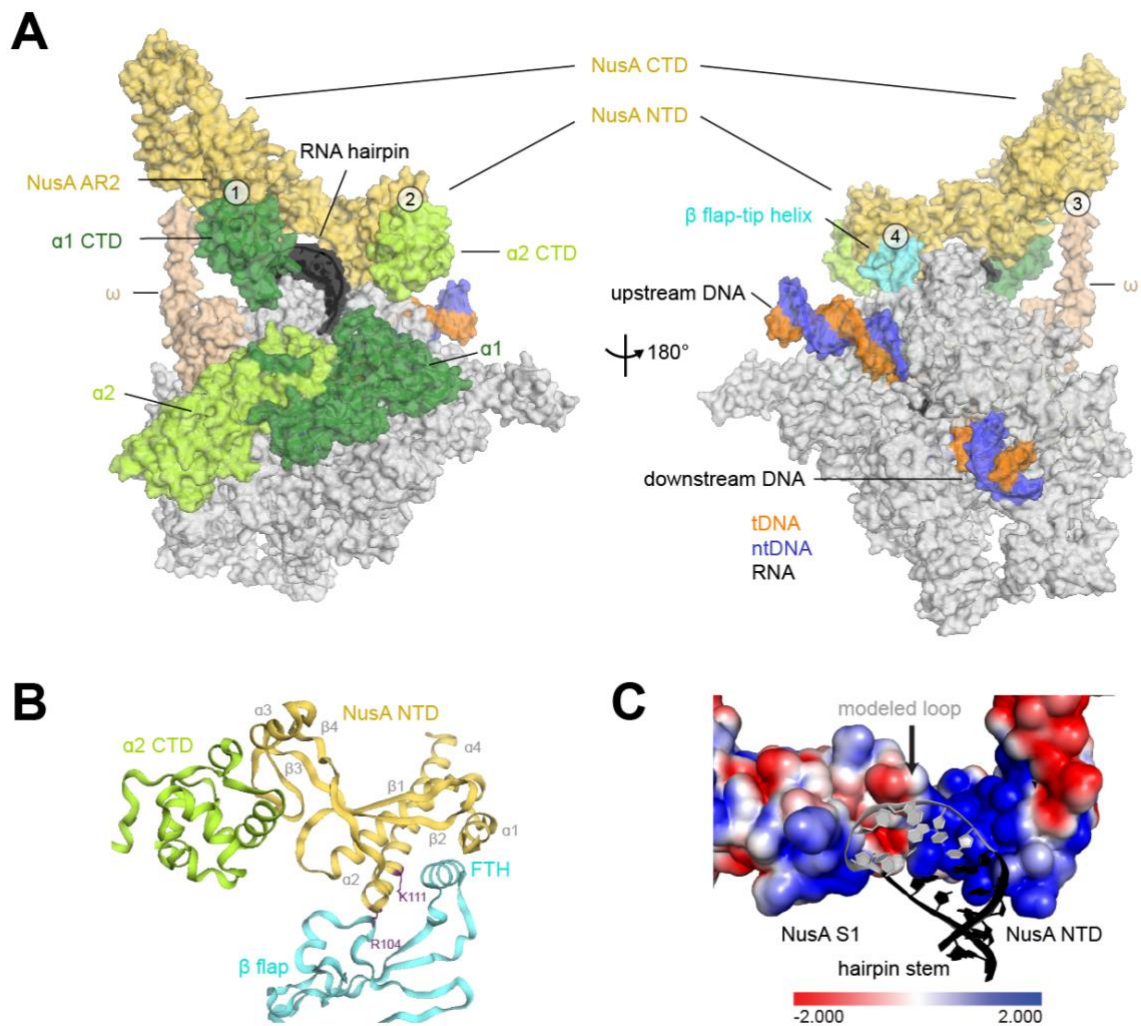 A
NusA CTD
NusA NTD
RNA hairpin
NusA AR2
1
2
α1 CTD
α2 CTD
ω
α1
α2
β flap-tip helix
3
4
upstream DNA
ω
180°
downstream DNA
tDNA
ntDNA
RNA
B
α3
NusA NTD
β4
α2 CTD
α4
β3
β1
β2
α1
α2
FTH
K111
R104
β flap
C
modeled loop
NusA S1
NusA NTD
hairpin stem
-2.000
2.000